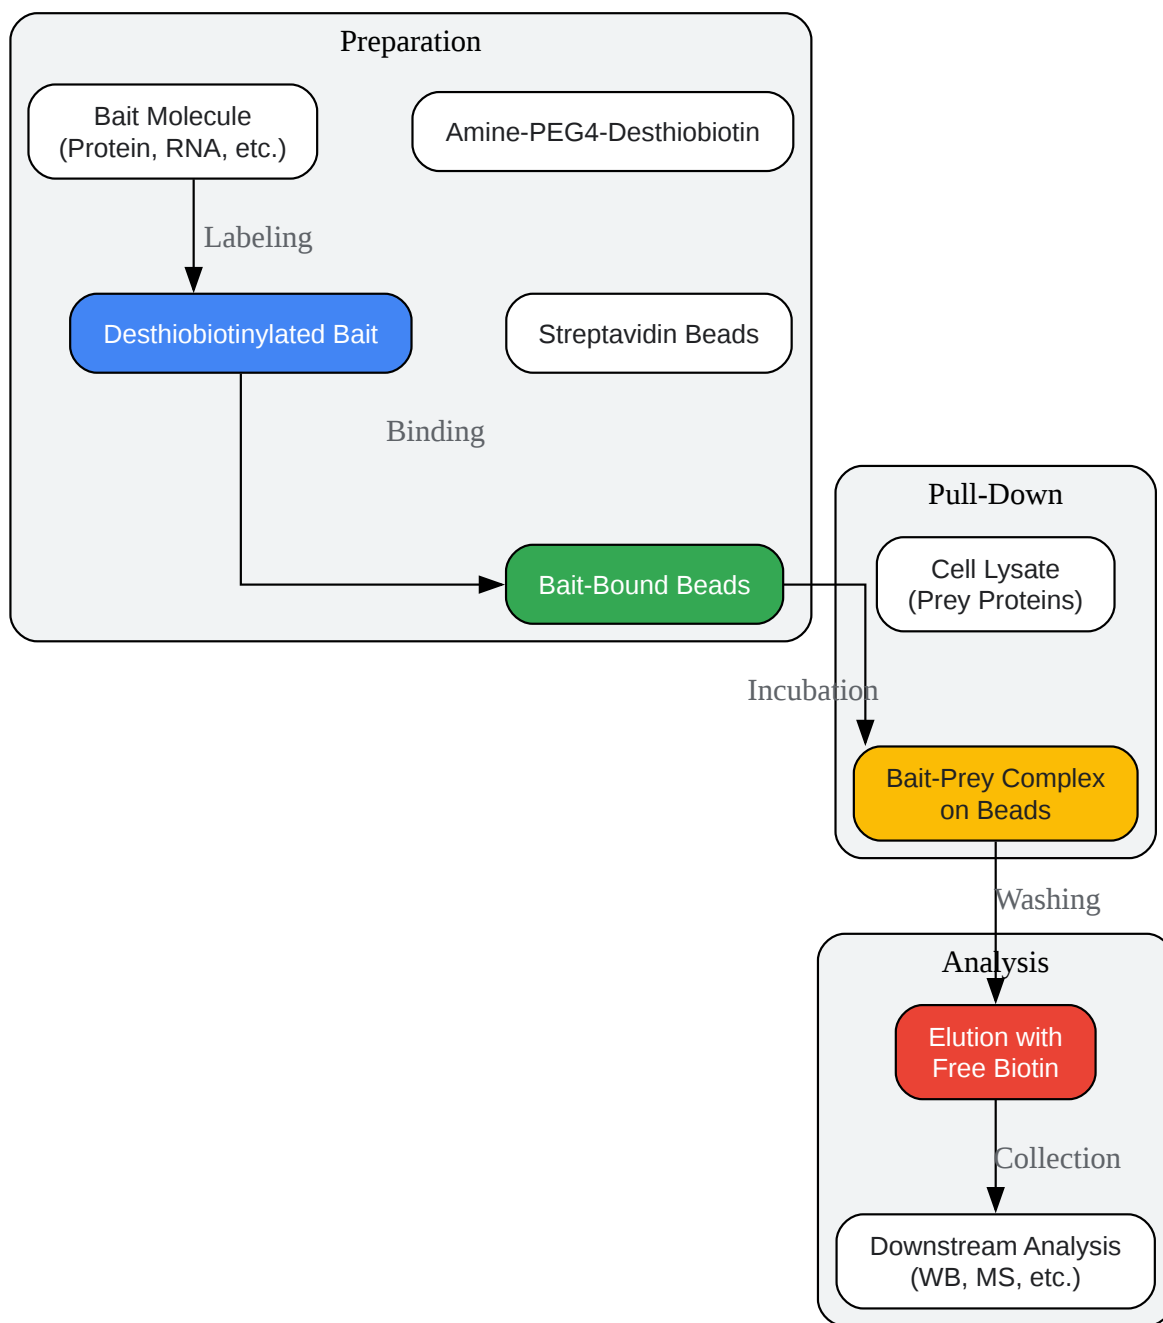 Preparation
Bait Molecule
(Protein, RNA, etc.)
Amine-PEG4-Desthiobiotin
Labeling
Desthiobiotinylated Bait
Streptavidin Beads
Binding
Bait-Bound Beads
Pull-Down
Cell Lysate
(Prey Proteins)
Incubation
Bait-Prey Complex
on Beads
Washing
Analysis
Elution with
Free Biotin
Collection
Downstream Analysis
(WB, MS, etc.)